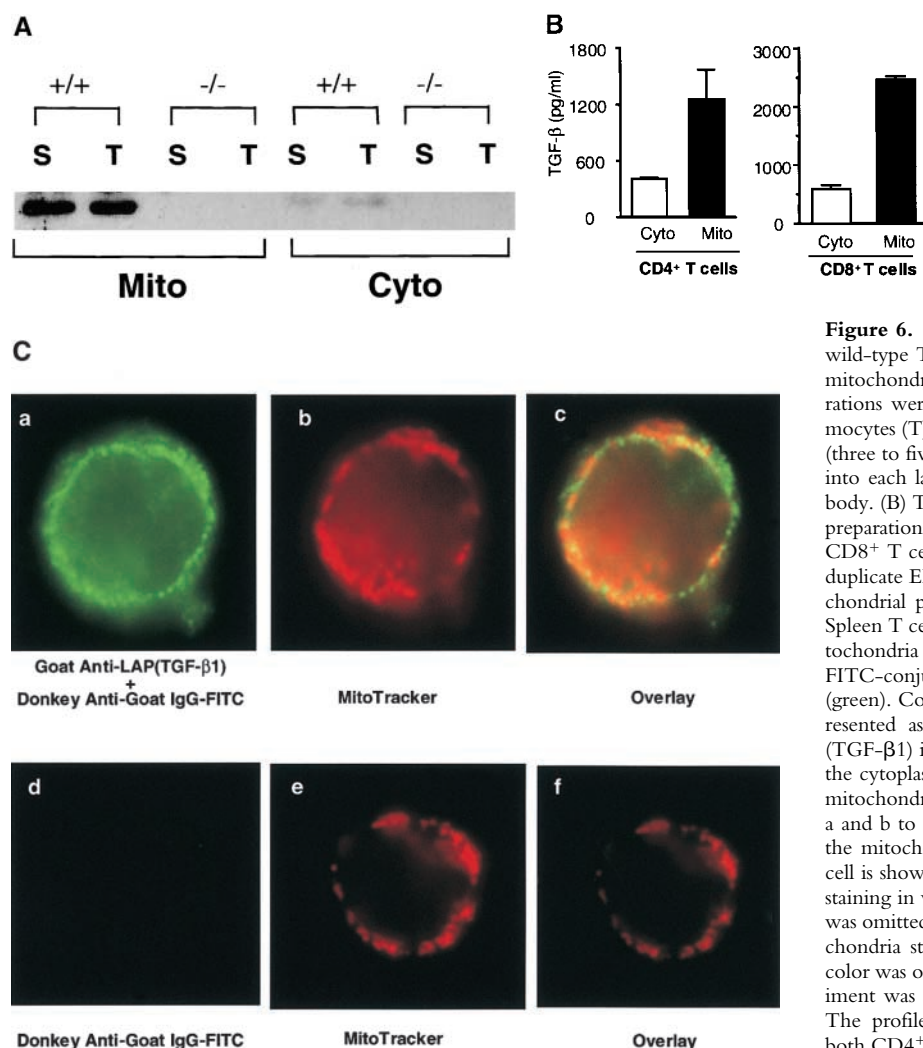 A
+/+ -/- +/+ -/-
S T S T S T S T
Mito Cyto
B
TGF-β (pg/ml)
1800
1200
600
0
Cyto Mito
CD4+ T cells
3000
2000
1000
0
Cyto Mito
CD8+ T cells
C
a b c
Goat Anti-LAP(TGF-β1)
+
Donkey Anti-Goat IgG-FITC
MitoTracker
Overlay
d e f
Donkey Anti-Goat IgG-FITC
MitoTracker
Overlay
Figure 6.
wild-type T
mitochondr
rations wer
mocytes (T)
(three to fiv
into each la
body. (B) T
preparation
CD8+ T ce
duplicate E
chondrial p
Spleen T ce
tochondria
FITC-conju
(green). Co
resented as
(TGF-β1) i
the cytoplas
mitochondr
a and b to
the mitoch
cell is show
staining in
was omitted
chondria st
color was o
iment was
The profile
both CD4+